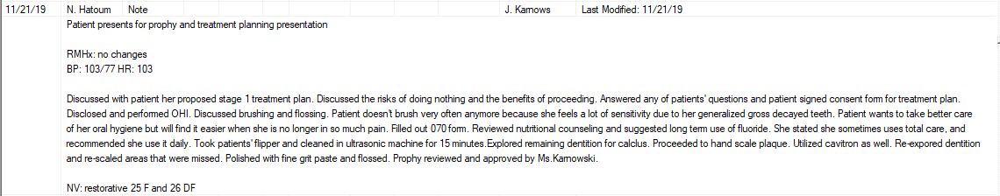 11/21/19 N. Hatoum Note J. Karnows Last Modified: 11/21/19
Patient presents for prophy and treatment planning presentation
RMHx: no changes
BP: 103/77 HR: 103
Discussed with patient her proposed stage 1 treatment plan. Discussed the risks of doing nothing and the benefits of proceeding. Answered any of patients' questions and patient signed consent form for treatment plan.
Disclosed and performed OHI. Discussed brushing and flossing. Patient doesn't brush very often anymore because she feels a lot of sensitivity due to her generalized gross decayed teeth. Patient wants to take better care
of her oral hygiene but will find it easier when she is no longer in so much pain. Filled out 070 form. Reviewed nutritional counseling and suggested long term use of fluoride. She stated she sometimes uses total care, and
recommended she use it daily. Took patients' flipper and cleaned in ultrasonic machine for 15 minutes.Explored remaining dentition for calclus. Proceeded to hand scale plaque. Utilized cavitron as well. Re-expored dentition
and re-scaled areas that were missed. Polished with fine grit paste and flossed. Prophy reviewed and approved by Ms.Karnowski.
NV: restorative 25 F and 26 DF